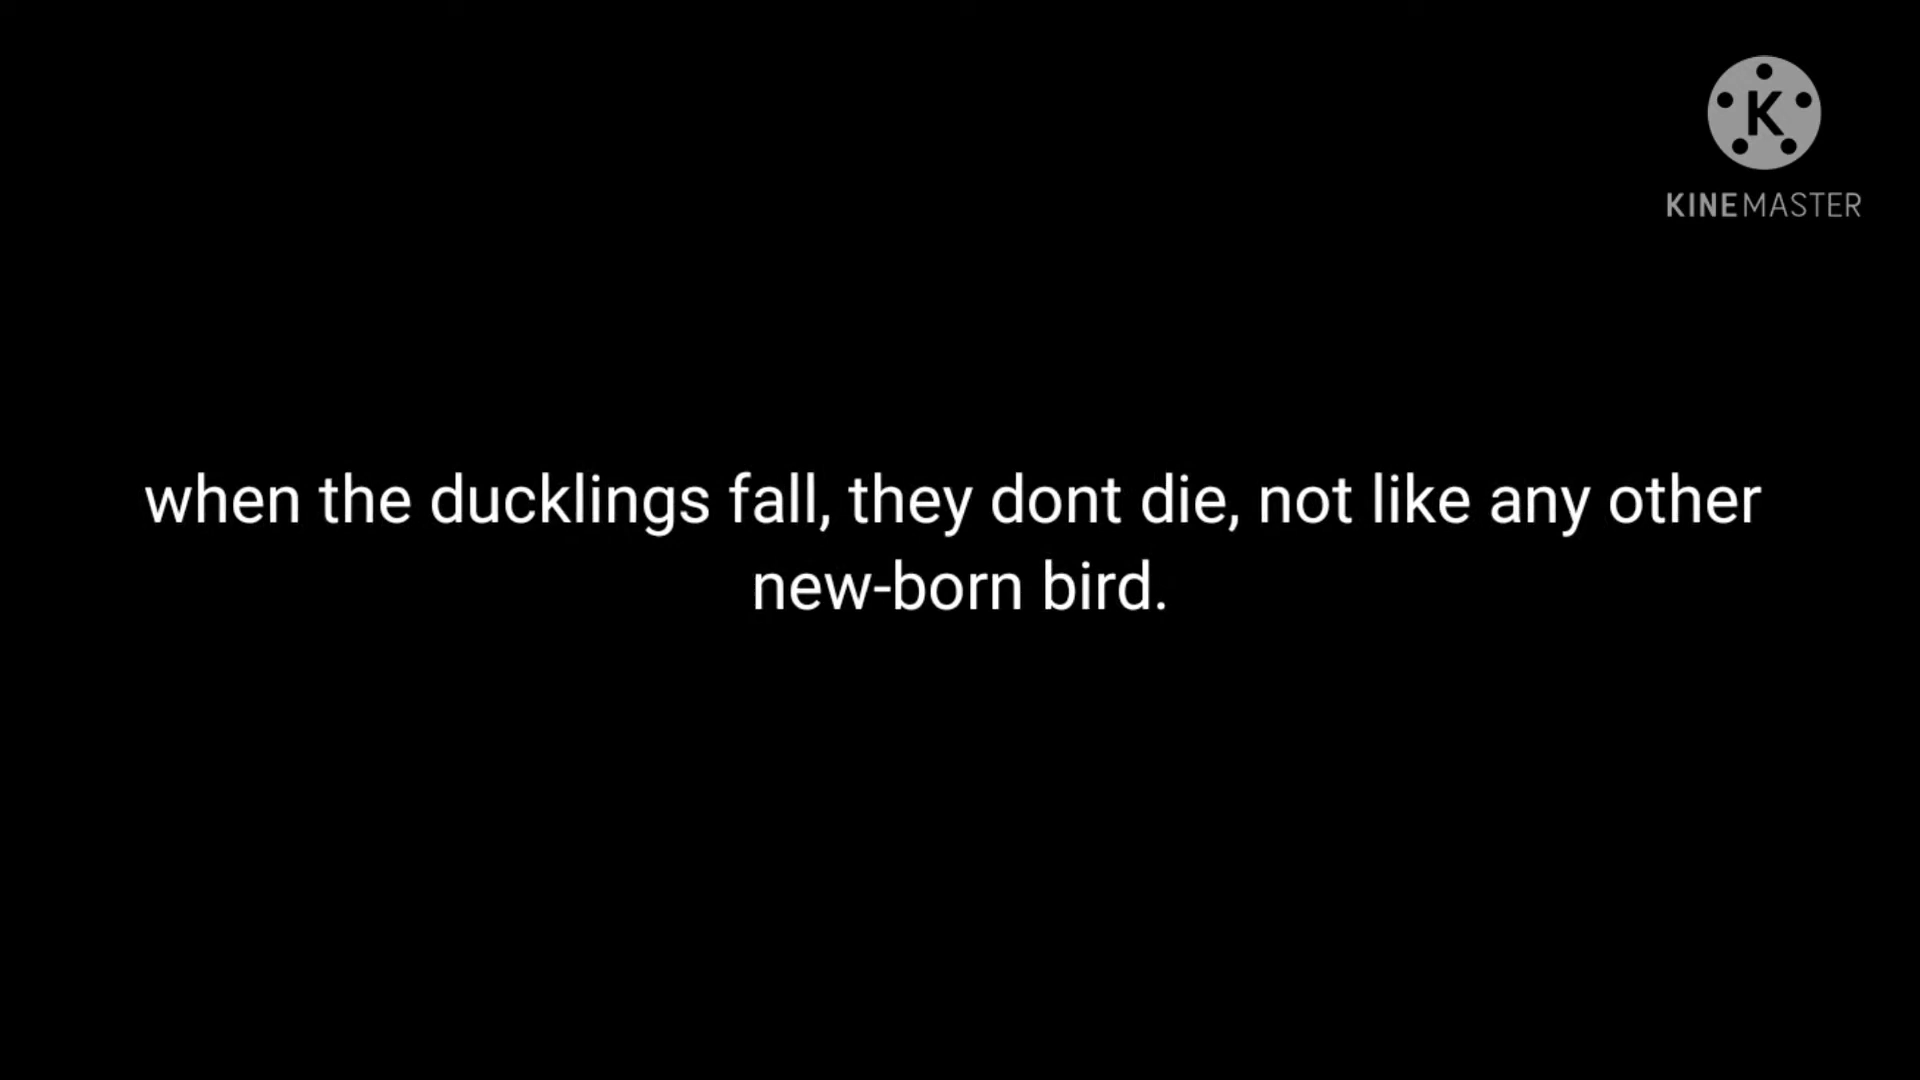 K
KINEMASTER
when the ducklings fall, they dont die, not like any other
new-born bird.